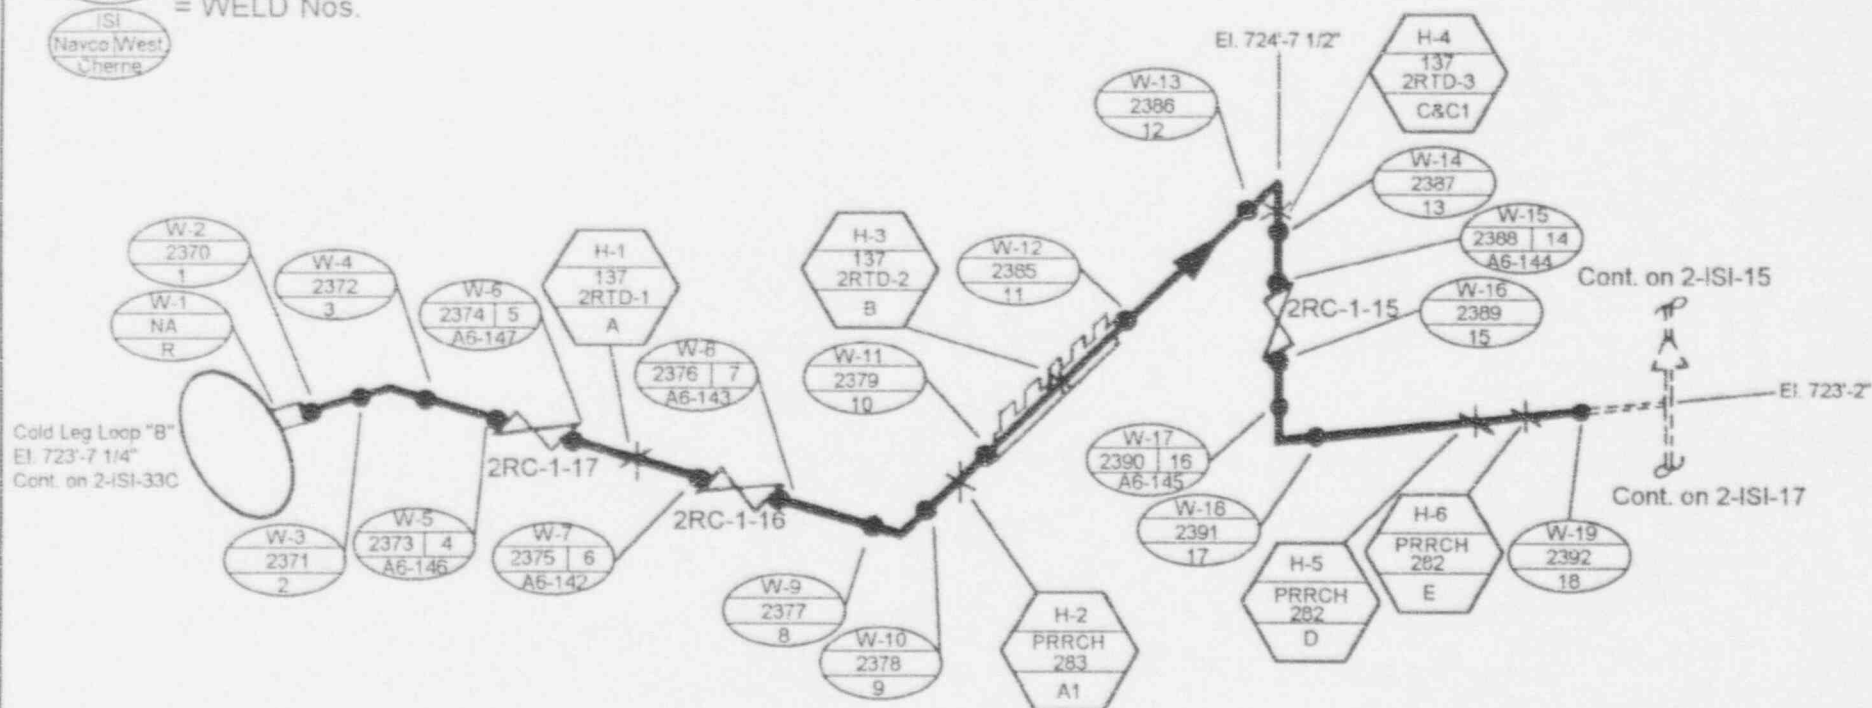 = WELD Nos.
ISI
Navco West
Cherne
El. 724'-7 1/2"
H-4
137
2RTD-3
C&C1
W-13
2386
12
W-14
2387
13
W-2
2370
1
W-4
2372
3
H-1
137
2RTD-1
A
H-3
137
2RTD-2
B
W-12
2385
11
W-15
2388 14
A6-144
Cont. on 2-ISI-15
W-1
NA
R
W-6
2374 5
A6-147
2RC-1-15
W-16
2389
15
W-8
2376 7
A6-143
W-11
2379
10
El. 723'-2"
Cold Leg Loop "B"
El. 723'-7 1/4"
Cont. on 2-ISI-33C
2RC-1-17
W-17
2390 16
A6-145
Cont. on 2-ISI-17
2RC-1-16
W-3
2371
2
W-5
2373 4
A6-146
W-7
2375 6
A6-142
W-18
2391
17
H-6
PRRCH
282
E
W-19
2392
18
H-5
PRRCH
282
D
W-9
2377
8
W-10
2378
9
H-2
PRRCH
283
A1